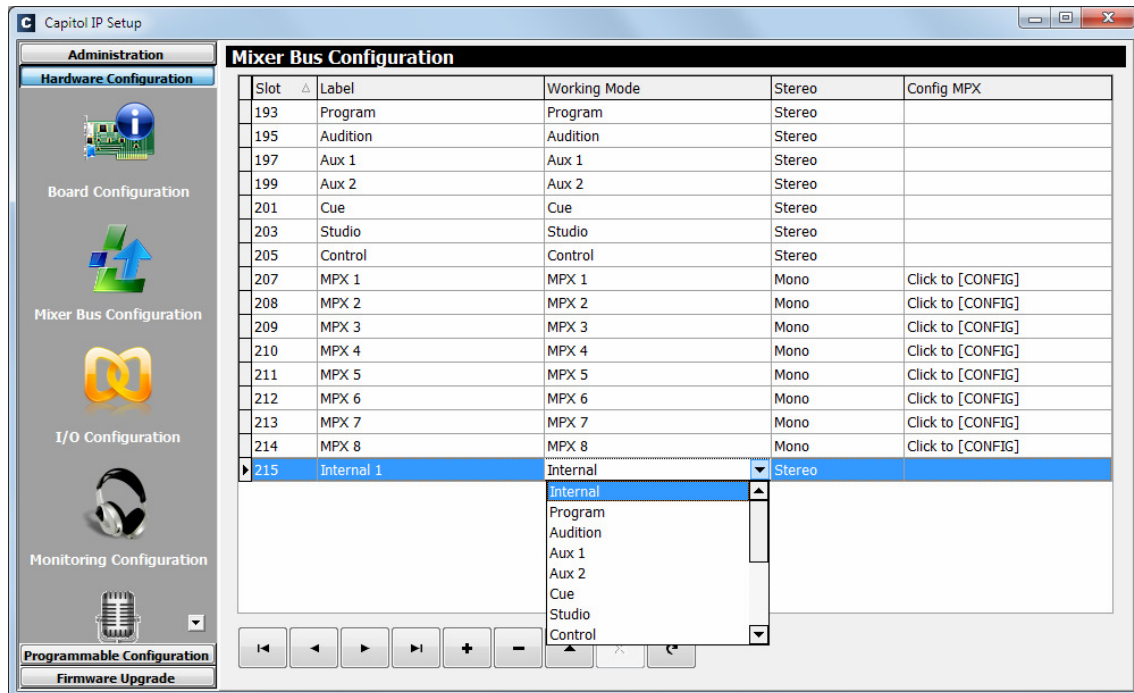 C Capitol IP Setup
Administration
Hardware Configuration
Board Configuration
Mixer Bus Configuration
I/O Configuration
Monitoring Configuration
Programmable Configuration
Firmware Upgrade
Mixer Bus Configuration
Slot Label Working Mode Stereo Config MPX
193 Program Program Stereo
195 Audition Audition Stereo
197 Aux 1 Aux 1 Stereo
199 Aux 2 Aux 2 Stereo
201 Cue Cue Stereo
203 Studio Studio Stereo
205 Control Control Stereo
207 MPX 1 MPX 1 Mono Click to [CONFIG]
208 MPX 2 MPX 2 Mono Click to [CONFIG]
209 MPX 3 MPX 3 Mono Click to [CONFIG]
210 MPX 4 MPX 4 Mono Click to [CONFIG]
211 MPX 5 MPX 5 Mono Click to [CONFIG]
212 MPX 6 MPX 6 Mono Click to [CONFIG]
213 MPX 7 MPX 7 Mono Click to [CONFIG]
214 MPX 8 MPX 8 Mono Click to [CONFIG]
215 Internal 1 Internal Stereo
Internal
Program
Audition
Aux 1
Aux 2
Cue
Studio
Control